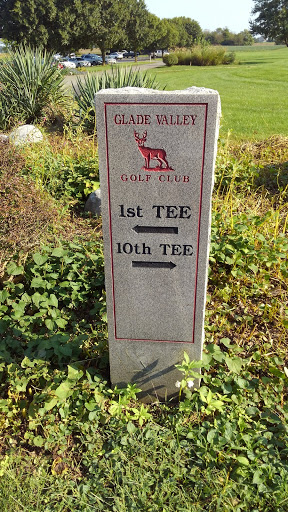 GLADE VALLEY
GOLF CLUB
1st TEE
10th TEE